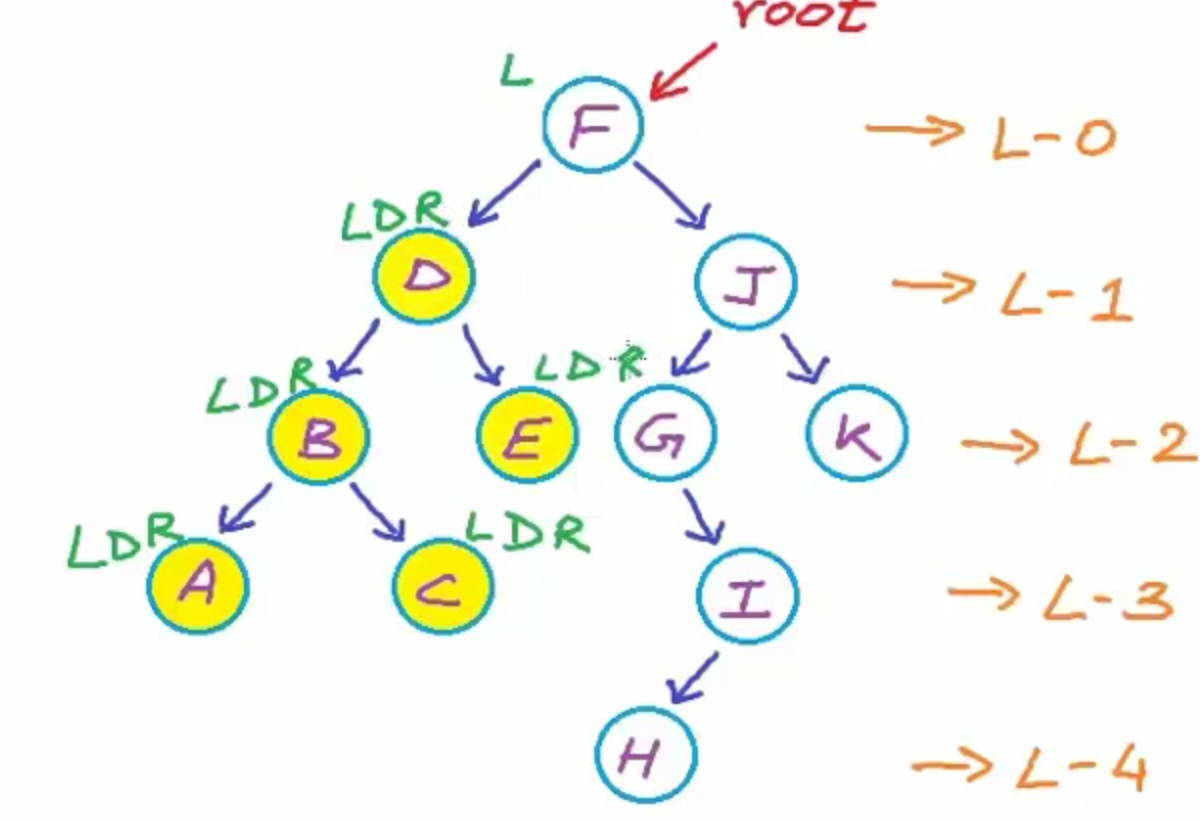 root
L
F
→ L-0
LDR
D
J
→ L-1
LDR
B
LDR
E
G
K
→ L-2
LDR
A
LDR
C
I
→ L-3
H
→ L-4